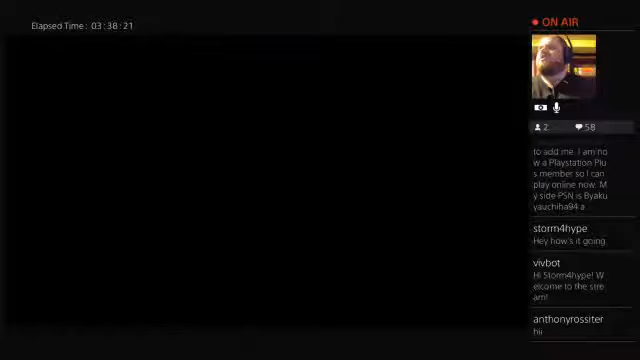 Elapsed Time: 03:38:21
ON AIR
2
58
to add me. I am no
w a Playstation Plu
s member so I can
play online now. M
y side PSN is Byaku
yauchiha94 a
storm4hype
Hey how's it going
vivbot
Hi Storm4hype! W
elcome to the stre
am!
anthonyrossiter
hii